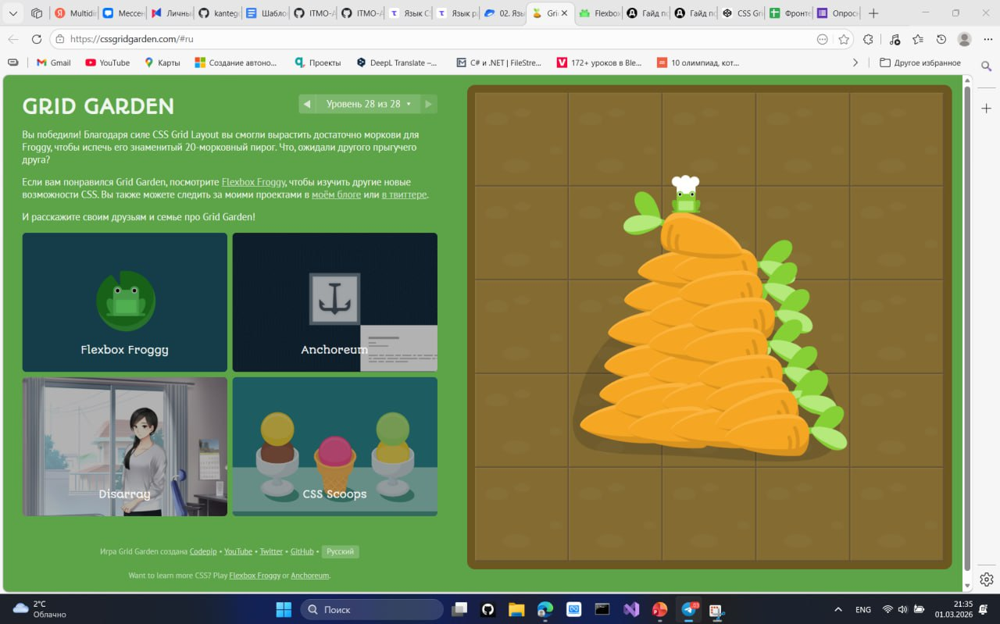 Multidi
Мессен
Личны
kanteg
Шабло
ITMO-
ITMO-
Язык C
Язык р
02. Язы
Gri
Flexbox
Гайд по
Гайд по
CSS Gri
Фронте
Опрос
https://cssgridgarden.com/#ru
Gmail
YouTube
Карты
Создание автоно...
Проекты
DeepL Translate –...
C# и .NET | FileStre...
172+ уроков в Ble...
10 олимпиад, кот...
Другое избранное
GRID GARDEN
Уровень 28 из 28
Вы победили! Благодаря силе CSS Grid Layout вы смогли вырастить достаточно моркови для
Froggy, чтобы испечь его знаменитый 20-морковный пирог. Что, ожидали другого прыгучего
друга?
Если вам понравился Grid Garden, посмотрите Flexbox Froggy, чтобы изучить другие новые
возможности CSS. Вы также можете следить за моими проектами в моём блоге или в твиттере.
И расскажите своим друзьям и семье про Grid Garden!
Flexbox Froggy
Anchoreum
Disarray
CSS Scoops
Игра Grid Garden создана Codepip • YouTube • Twitter • GitHub • Русский
Want to learn more CSS? Play Flexbox Froggy or Anchoreum.
2°C
Облачно
Поиск
ENG
21:35
01.03.2026